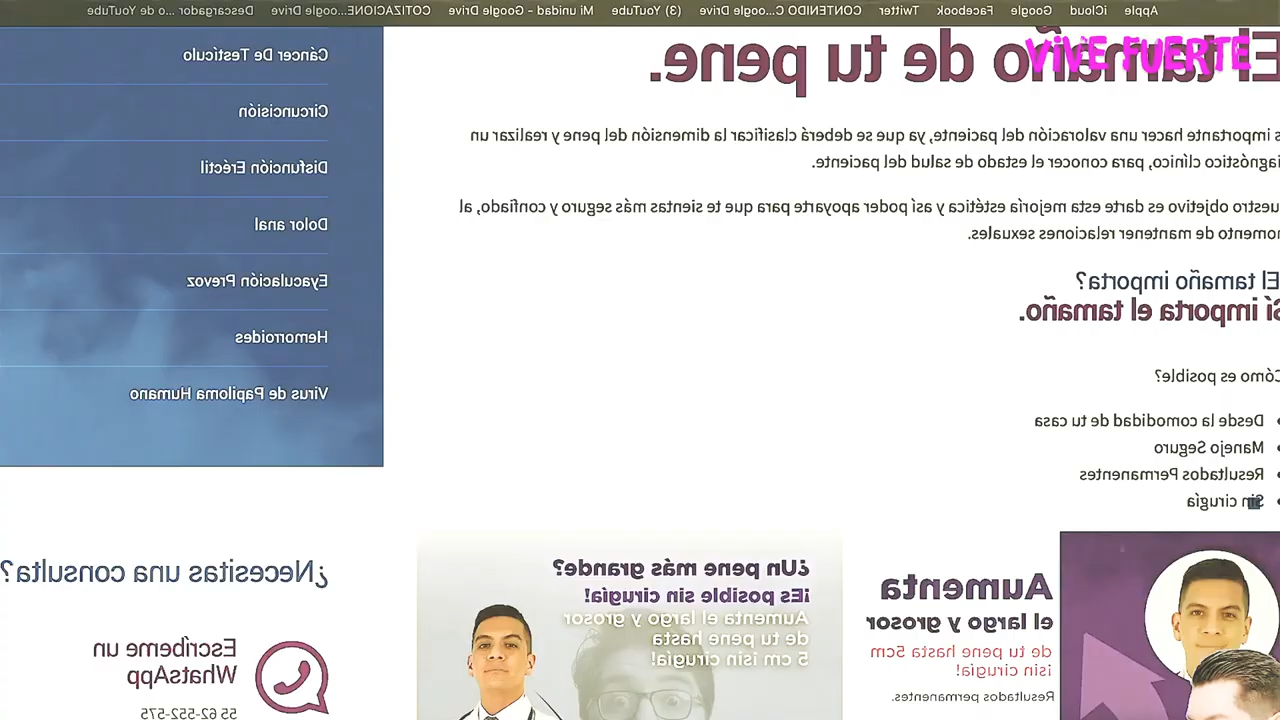 Apple iCloud Google Facebook Twitter CONTENIDO C...oogle Drive (3) YouTube Mi unidad - Google Drive COTIZACIONE...oogle Drive Descargador ...o de YouTube
VIVE FUERTE
El tamaño de tu pene.
s importante hacer una valoración del paciente, ya que se deberá clasificar la dimensión del pene y realizar un
iagnóstico clínico, para conocer el estado de salud del paciente.
uestro objetivo es darte esta mejoría estética y así poder apoyarte para que te sientas más seguro y confiado, al
omento de mantener relaciones sexuales.
El tamaño importa?
Sí importa el tamaño.
Cómo es posible?
Desde la comodidad de tu casa
Manejo Seguro
Resultados Permanentes
Sin cirugía
Aumenta
el largo y grosor
de tu pene hasta 5cm
¡sin cirugía!
Resultados permanentes.
¿Un pene más grande?
¡Es posible sin cirugía!
Aumenta el largo y grosor
de tu pene hasta
5 cm ¡sin cirugía!
Cáncer De Testículo
Circuncisión
Disfunción Eréctil
Dolor anal
Eyaculación Prevoz
Hemorroides
Virus de Papiloma Humano
¿Necesitas una consulta?
Escríbeme un
WhatsApp